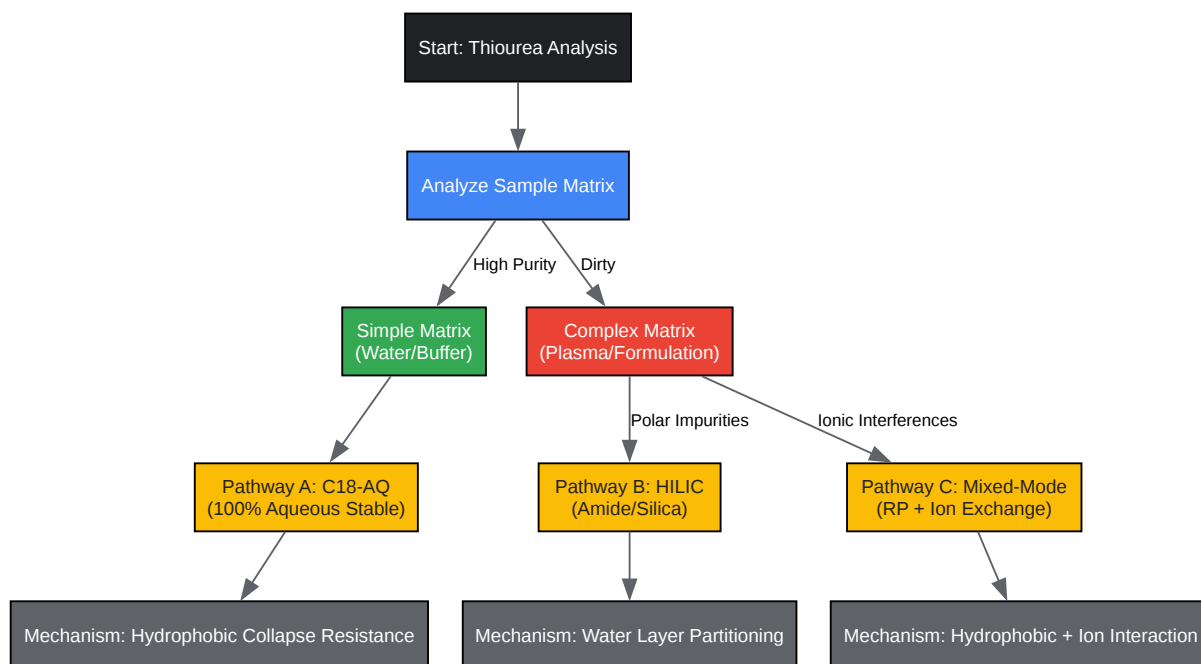 Start: Thiourea Analysis
Analyze Sample Matrix
High Purity
Dirty
Simple Matrix
(Water/Buffer)
Complex Matrix
(Plasma/Formulation)
Polar Impurities
Ionic Interferences
Pathway A: C18-AQ
(100% Aqueous Stable)
Pathway B: HILIC
(Amide/Silica)
Pathway C: Mixed-Mode
(RP + Ion Exchange)
Mechanism: Hydrophobic Collapse Resistance
Mechanism: Water Layer Partitioning
Mechanism: Hydrophobic + Ion Interaction